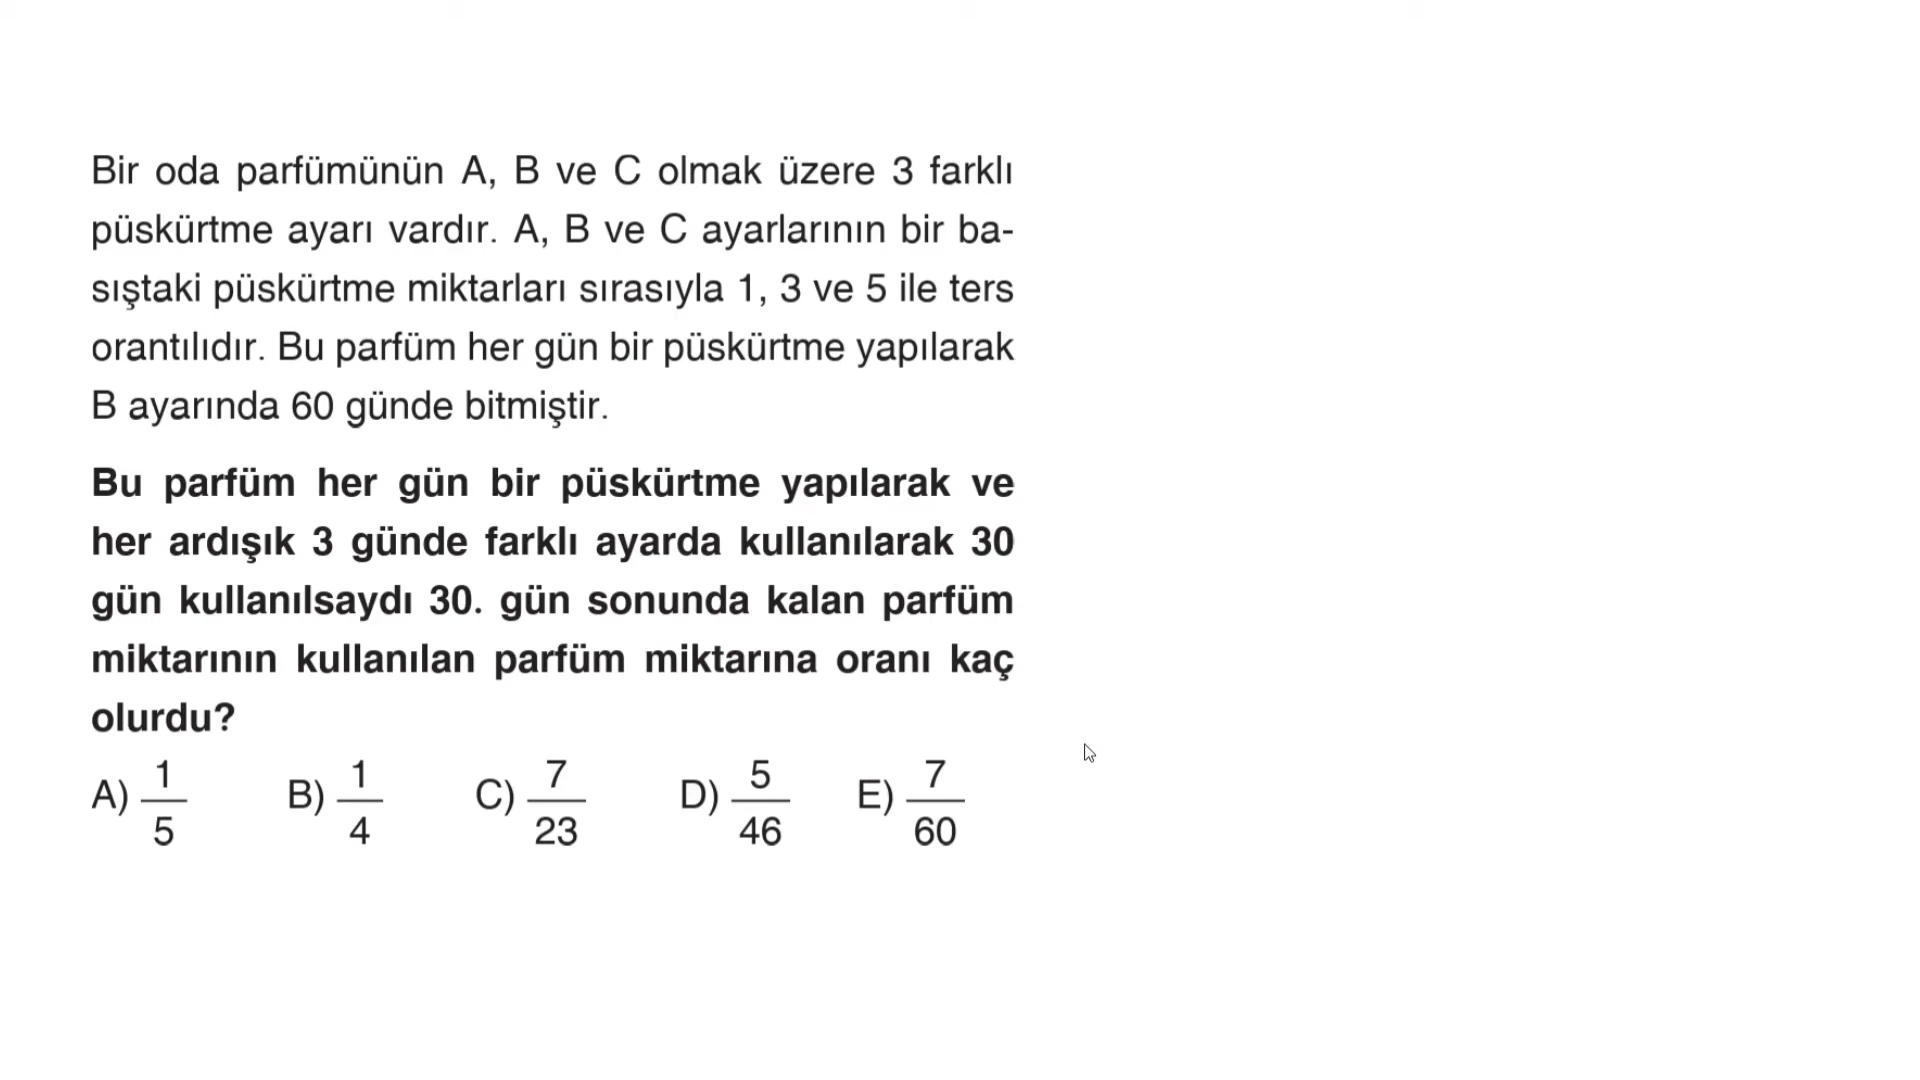 Bir oda parfümünün A, B ve C olmak üzere 3 farklı
püskürtme ayarı vardır. A, B ve C ayarlarının bir ba-
sıştaki püskürtme miktarları sırasıyla 1, 3 ve 5 ile ters
orantılıdır. Bu parfüm her gün bir püskürtme yapılarak
B ayarında 60 günde bitmiştir.
Bu parfüm her gün bir püskürtme yapılarak ve
her ardışık 3 günde farklı ayarda kullanılarak 30
gün kullanılsaydı 30. gün sonunda kalan parfüm
miktarının kullanılan parfüm miktarına oranı kaç
olurdu?
A) 1/5 B) 1/4 C) 7/23 D) 5/46 E) 7/60